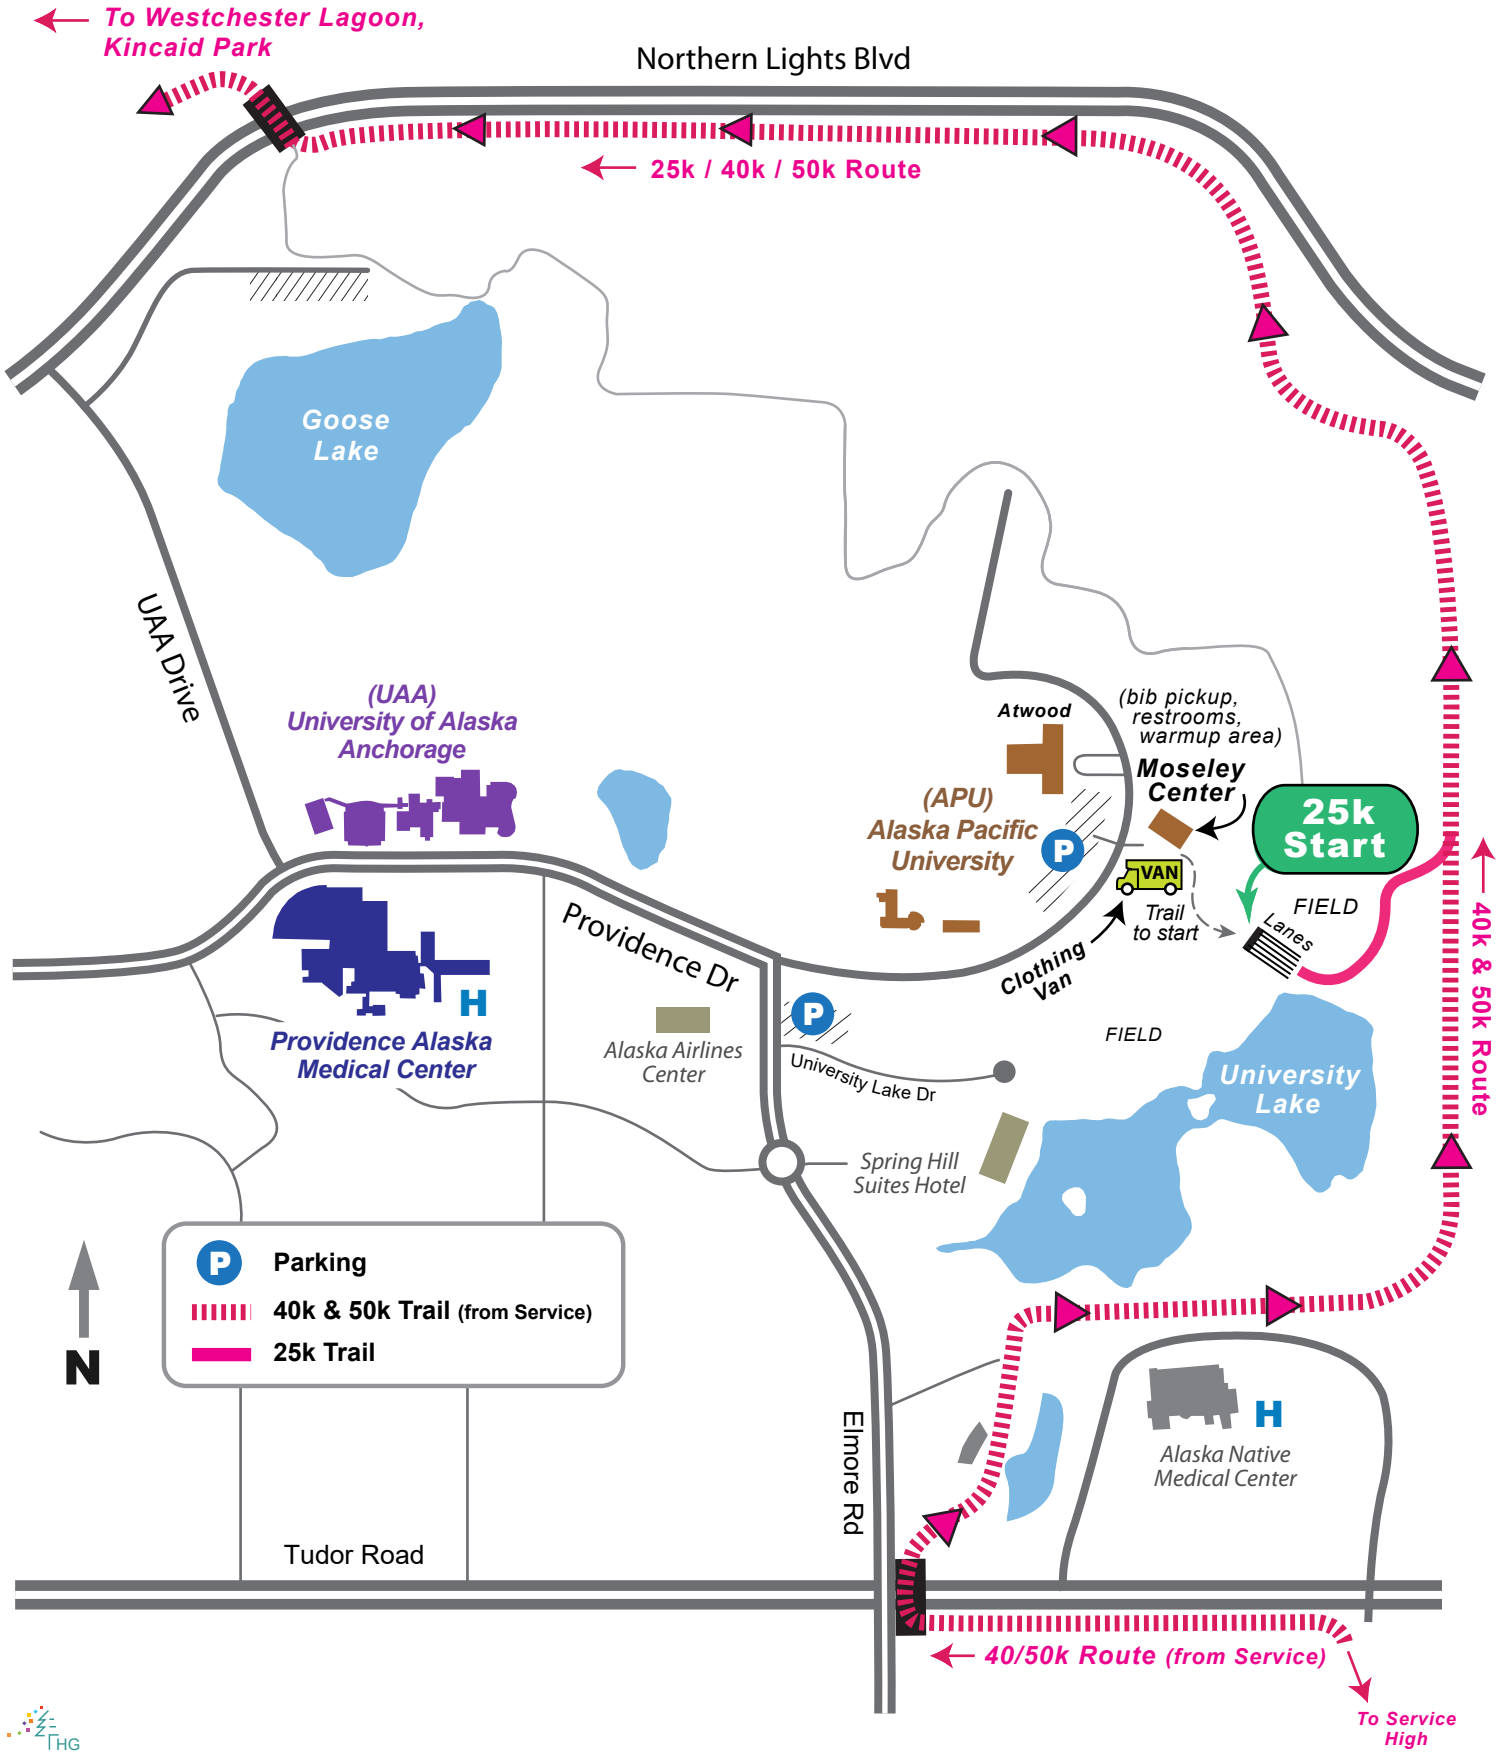 To Westchester Lagoon,
Kincaid Park
Northern Lights Blvd
25k / 40k / 50k Route
Goose
Lake
UAA Drive
(UAA)
University of Alaska
Anchorage
Atwood
(bib pickup,
restrooms,
warmup area)
Moseley
Center
(APU)
Alaska Pacific
University
P
VAN
25k
Start
Trail
to start
FIELD
Lanes
Clothing
Van
40k & 50k Route
Providence Dr
H
Providence Alaska
Medical Center
Alaska Airlines
Center
P
University Lake Dr
FIELD
University
Lake
Spring Hill
Suites Hotel
P
Parking
40k & 50k Trail (from Service)
25k Trail
N
Elmore Rd
H
Alaska Native
Medical Center
Tudor Road
40/50k Route (from Service)
To Service
High
HG